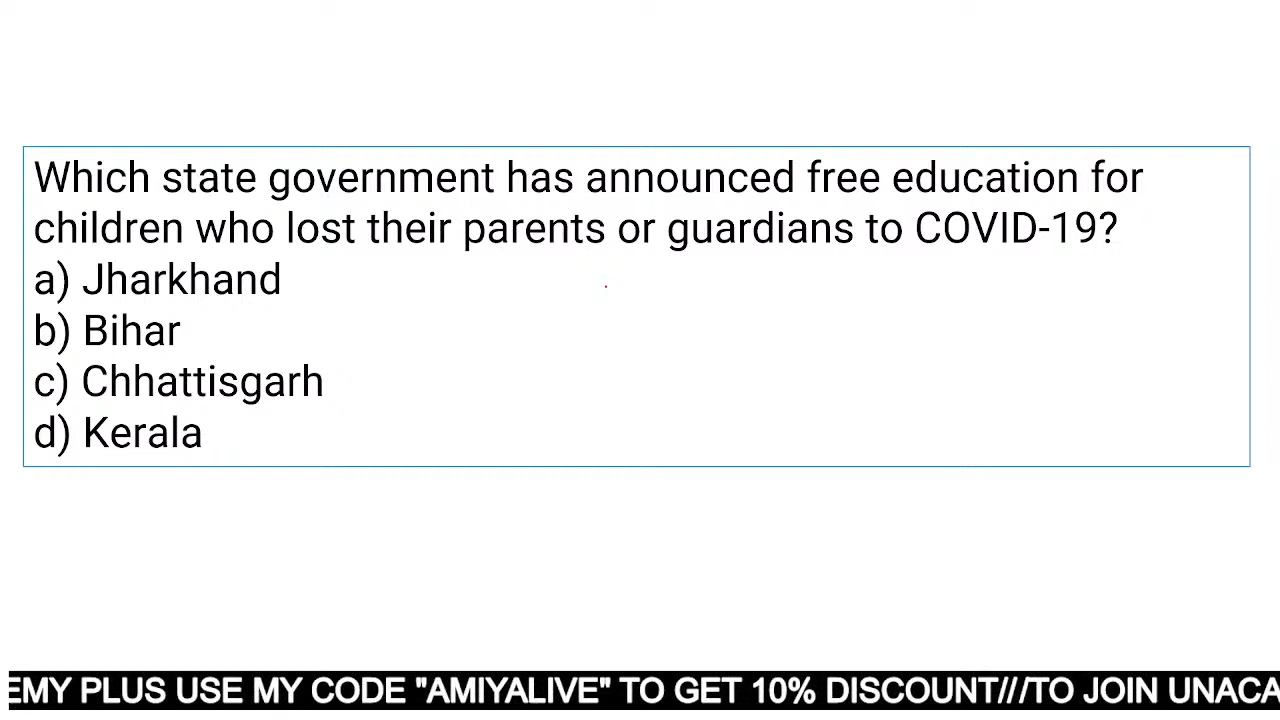 Which state government has announced free education for
children who lost their parents or guardians to COVID-19?
a) Jharkhand
b) Bihar
c) Chhattisgarh
d) Kerala
EMY PLUS USE MY CODE "AMIYALIVE" TO GET 10% DISCOUNT///TO JOIN UNACA